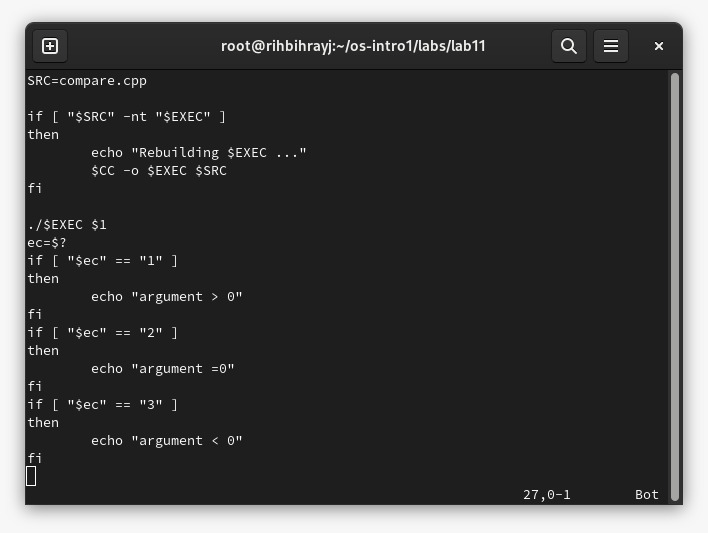 root@rihbihrayj:~/os-intro1/labs/lab11
SRC=compare.cpp
if [ "$SRC" -nt "$EXEC" ]
then
echo "Rebuilding $EXEC ..."
$CC -o $EXEC $SRC
fi
./$EXEC $1
ec=$?
if [ "$ec" == "1" ]
then
echo "argument > 0"
fi
if [ "$ec" == "2" ]
then
echo "argument =0"
fi
if [ "$ec" == "3" ]
then
echo "argument < 0"
fi
27,0-1 Bot